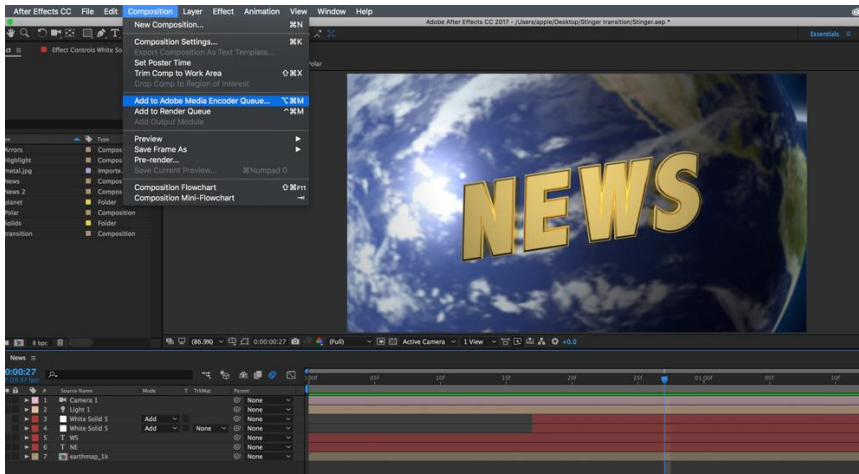 After Effects CC File Edit Composition Layer Effect Animation View Window Help
Adobe After Effects CC 2017 - /Users/apple/Desktop/Stinger transition/Stinger.aep *
New Composition... ⌘N
Composition Settings... ⌘K
Export Composition As Text Template...
Set Poster Time
Trim Comp to Work Area ⇧⌘X
Crop Comp to Region of Interest
Add to Adobe Media Encoder Queue... ⌥⌘M
Add to Render Queue ^⌘M
Add Output Module
Preview
Save Frame As
Pre-render...
Save Current Preview... ⌘Numpad 0
Composition Flowchart ⇧⌘F11
Composition Mini-Flowchart
Essentials
Effect Controls White So
Polar
Type
Arrors Compos
Highlight Compos
metal.jpg Importe
News Compos
News 2 Compos
planet Folder
Polar Composition
Solids Folder
transition Composition
NEWS
8 bpc
(86.9%) 0:00:00:27 (Full) Active Camera 1 View +0.0
News
0:00:27
# Source Name Mode T TrkMat Parent
1 Camera 1 None
2 Light 1 None
3 White Solid 5 Add None
4 White Solid 5 Add None None
5 T WS None
6 T NE None
7 earthmap_1k None
05f 10f 15f 20f 25f 01:00f 05f 10f